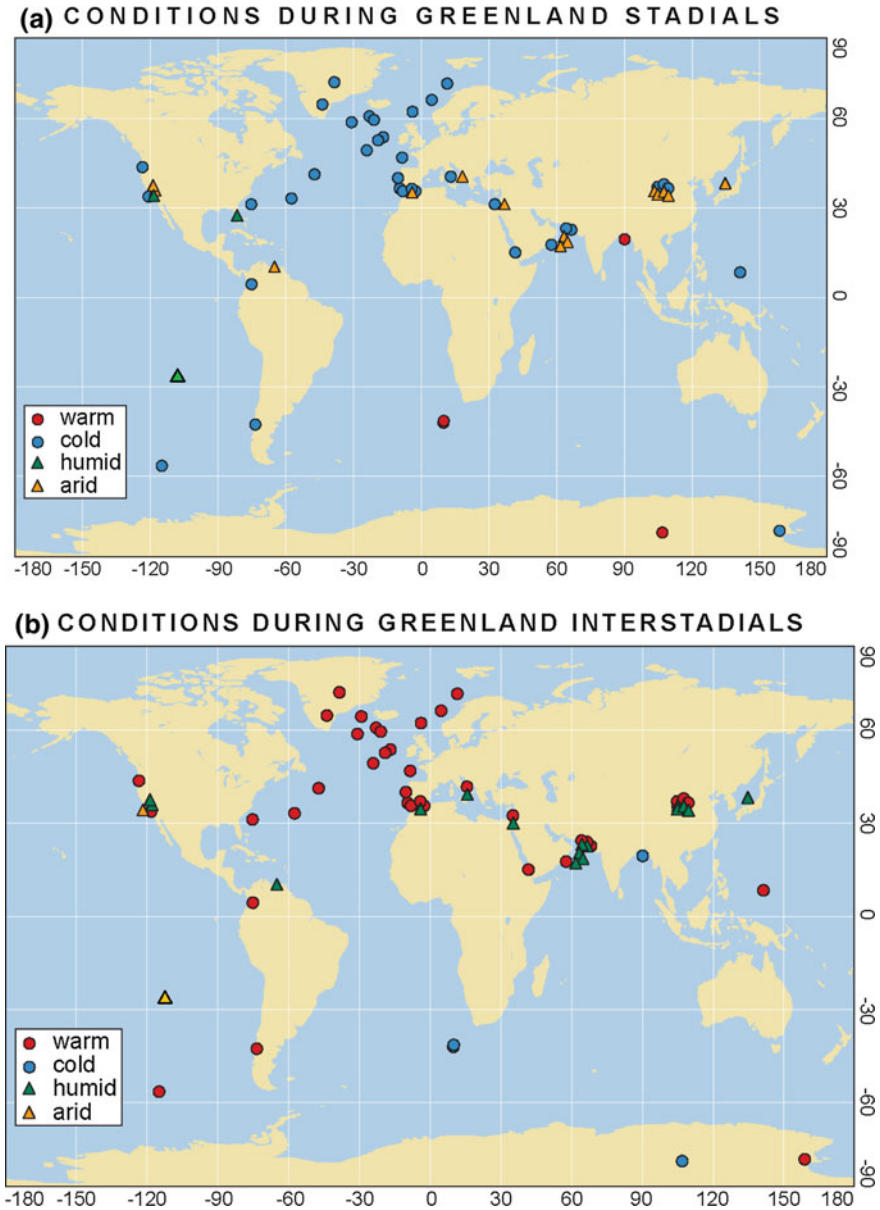 (a) CONDITIONS DURING GREENLAND STADIALS
90
60
30
0
-30
-60
-90
warm
cold
humid
arid
-180 -150 -120 -90 -60 -30 0 30 60 90 120 150 180
(b) CONDITIONS DURING GREENLAND INTERSTADIALS
90
60
30
0
-30
-60
-90
warm
cold
humid
arid
-180 -150 -120 -90 -60 -30 0 30 60 90 120 150 180